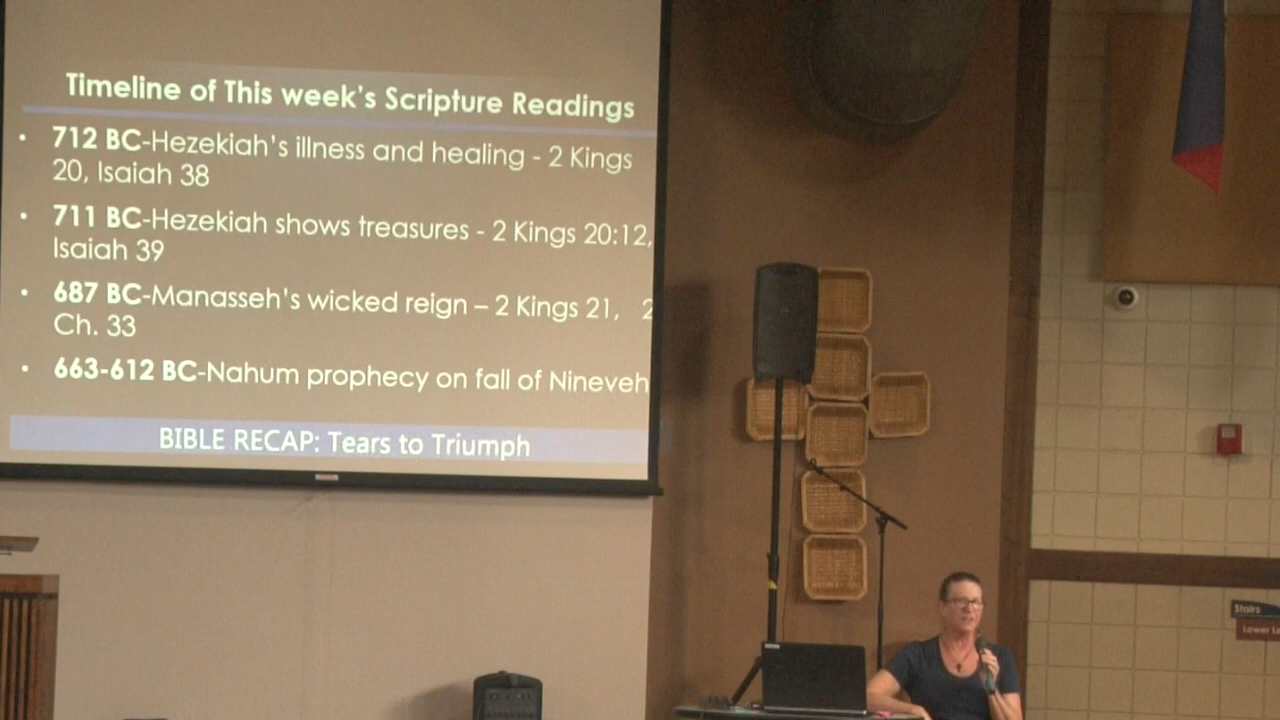 Timeline of This week's Scripture Readings
• 712 BC-Hezekiah's illness and healing - 2 Kings
20, Isaiah 38
• 711 BC-Hezekiah shows treasures - 2 Kings 20:12,
Isaiah 39
• 687 BC-Manasseh's wicked reign – 2 Kings 21, 2
Ch. 33
• 663-612 BC-Nahum prophecy on fall of Nineveh
BIBLE RECAP: Tears to Triumph
Stairs
Lower